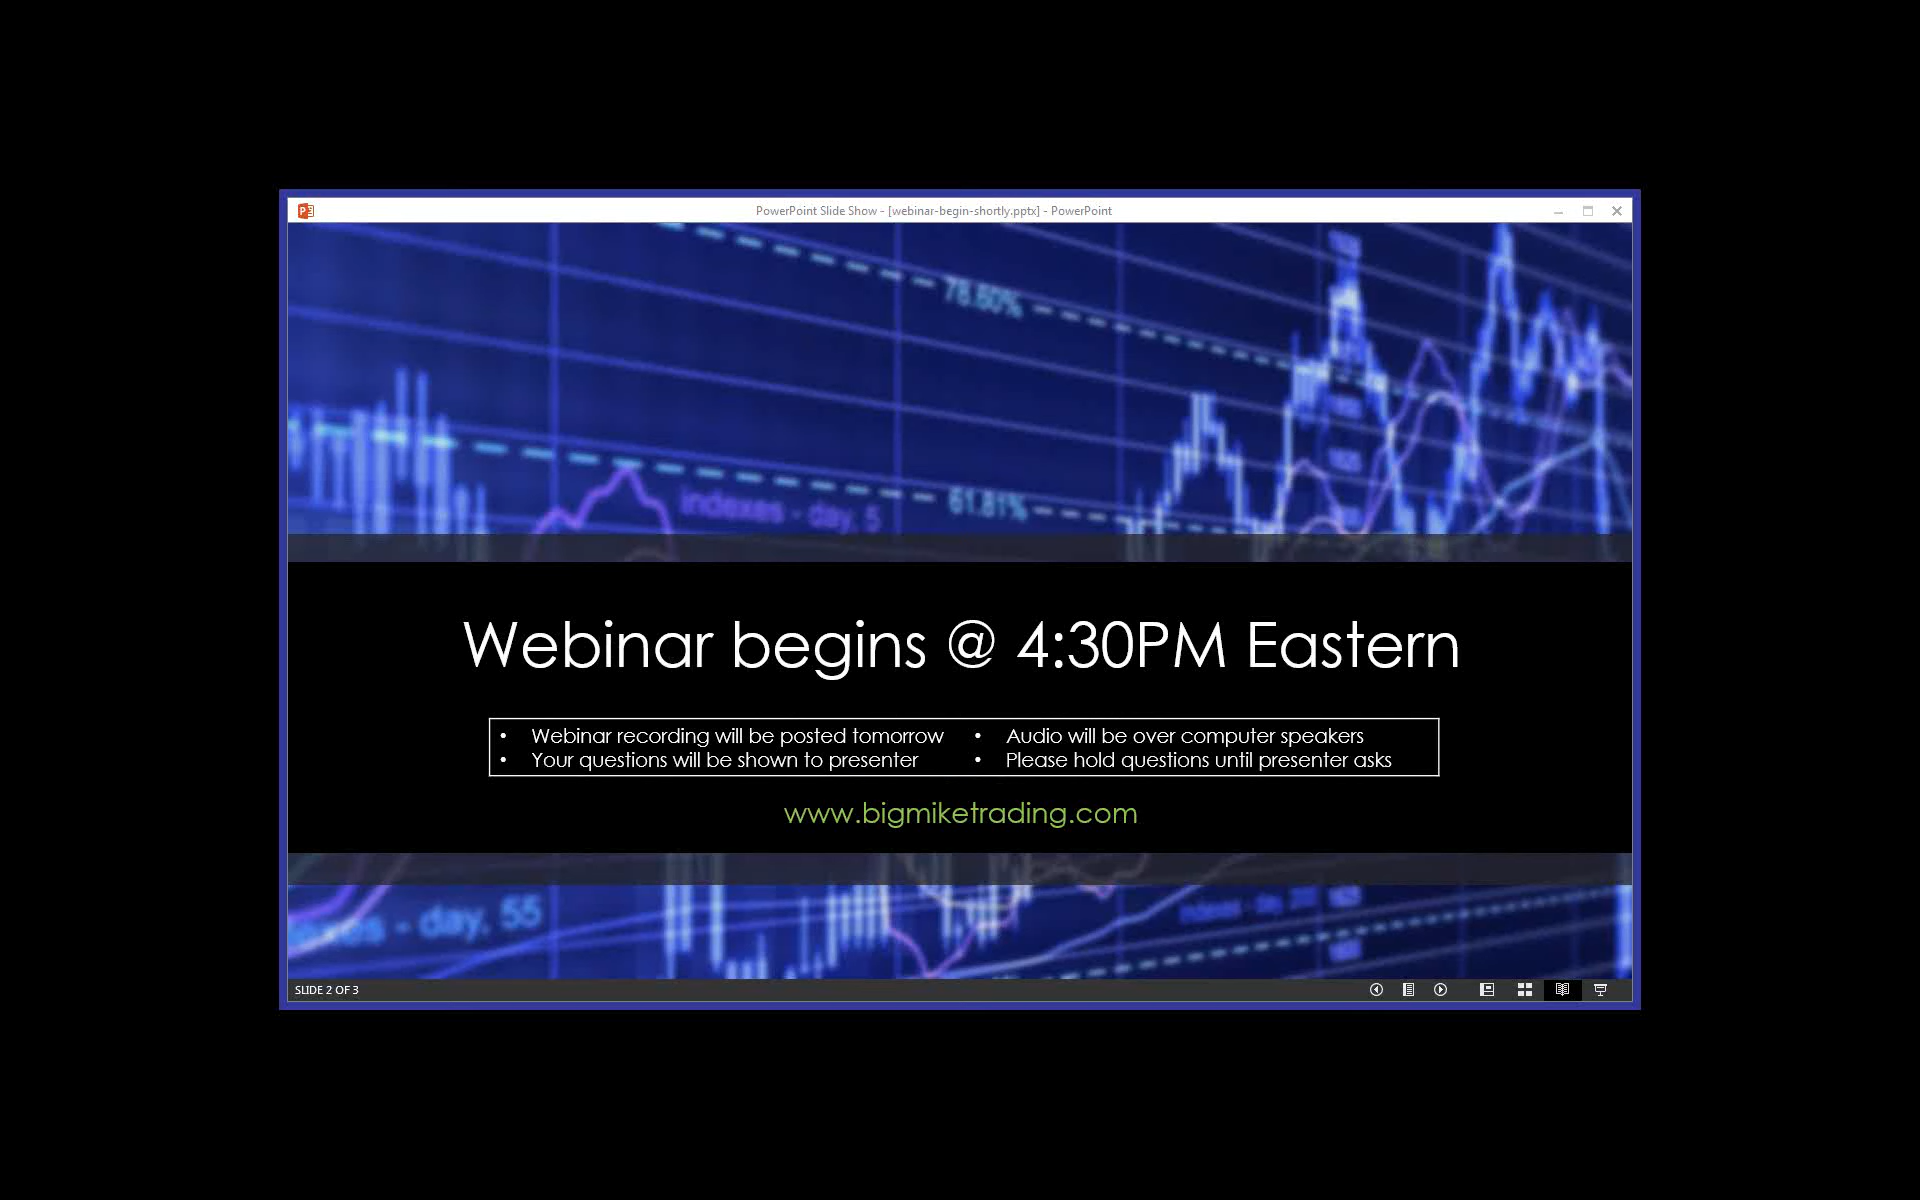 PowerPoint Slide Show - [webinar-begin-shortly.pptx] - PowerPoint
78.60%
indexes - day, 5
61.81%
Webinar begins @ 4:30PM Eastern
• Webinar recording will be posted tomorrow
• Your questions will be shown to presenter
• Audio will be over computer speakers
• Please hold questions until presenter asks
www.bigmiketrading.com
- day, 55
SLIDE 2 OF 3